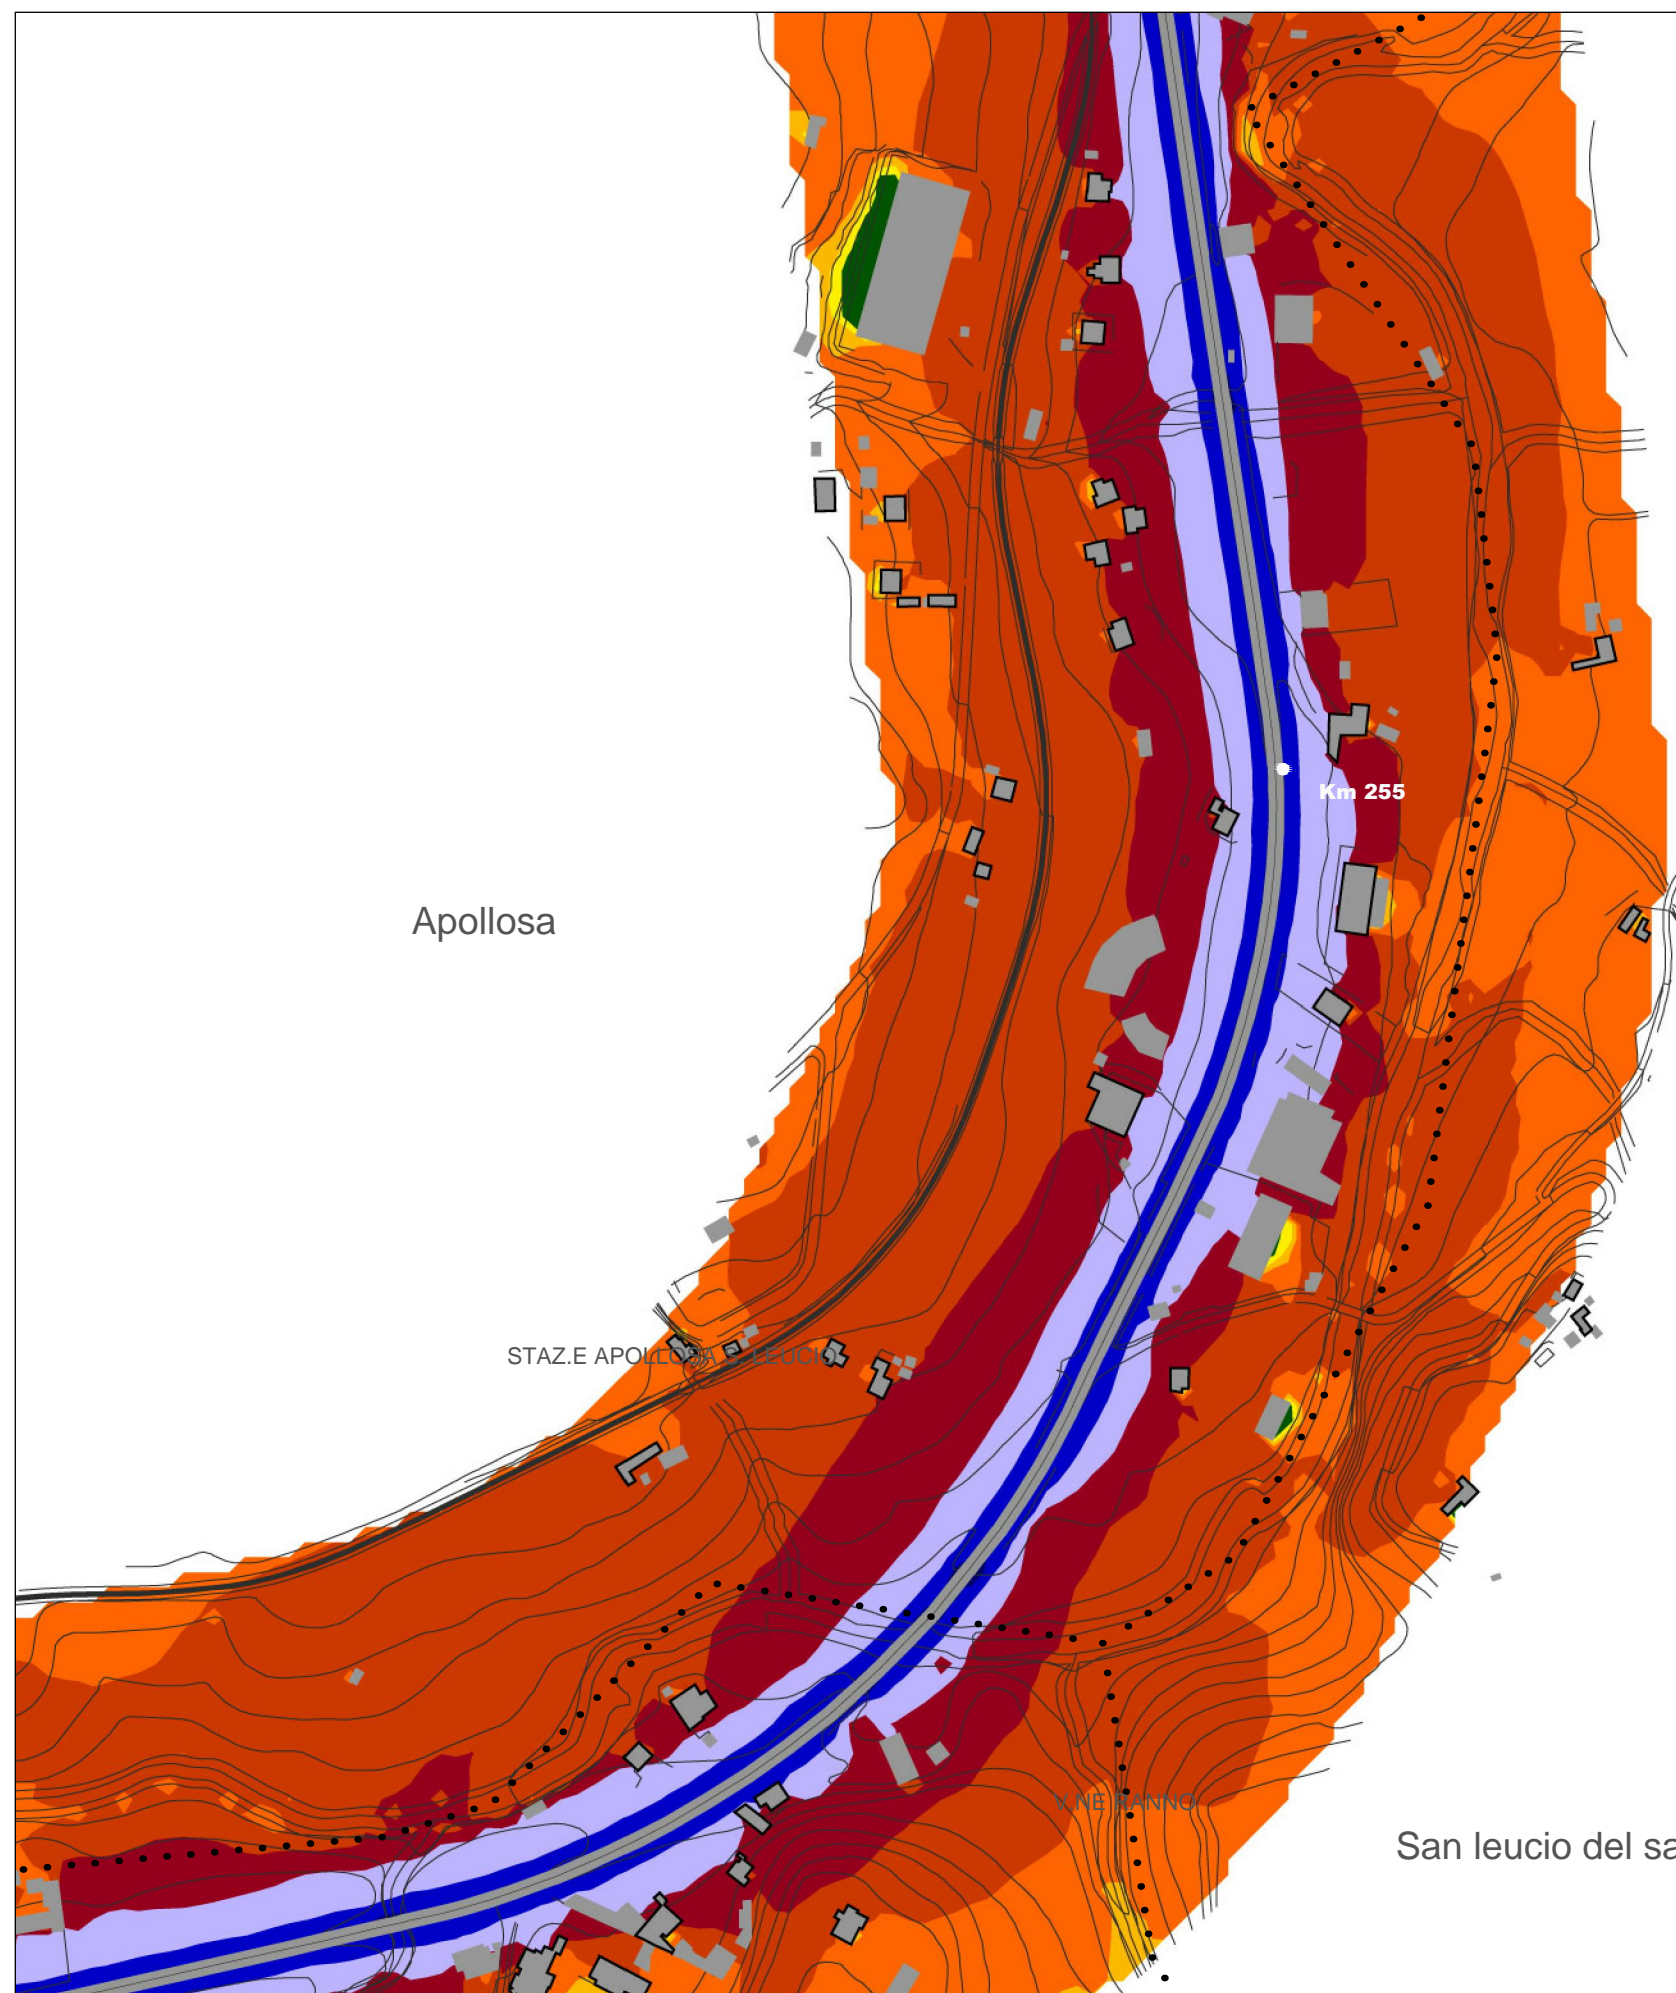 Km 255
Apollosa
STAZ.E APOLLOSA S. LEUCIO
V.NE RANNO
San leucio del sa